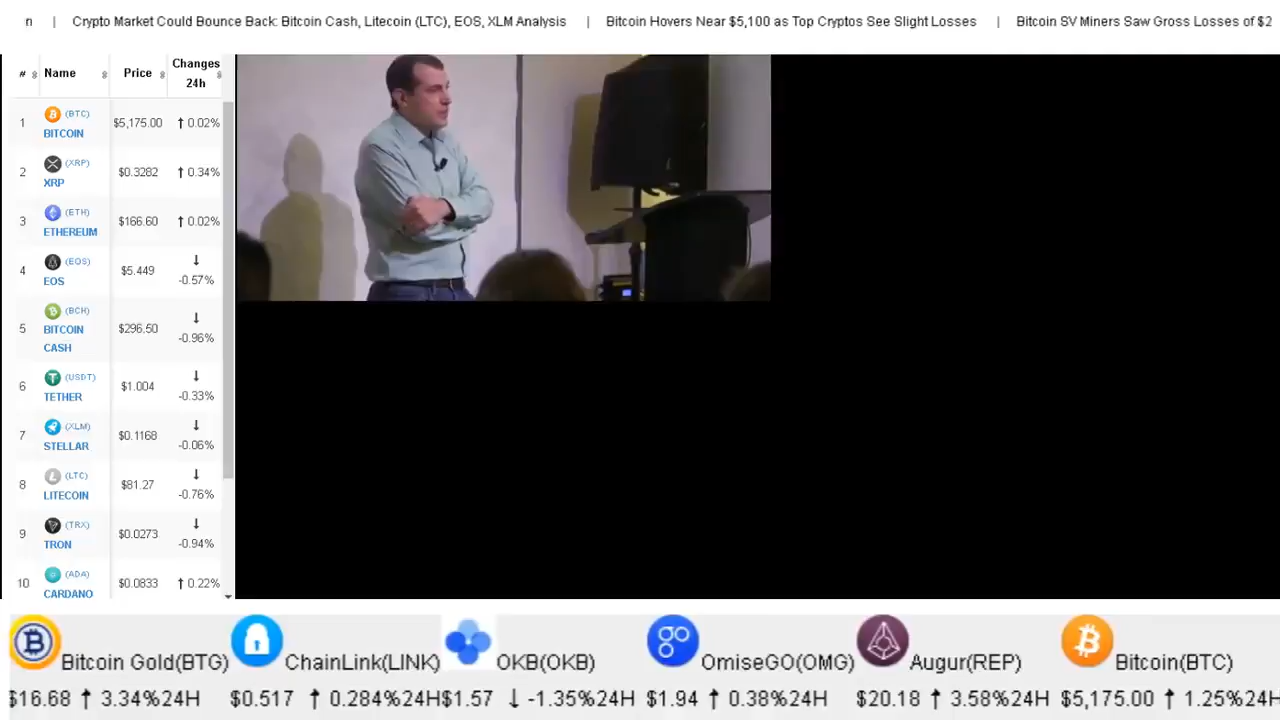 n | Crypto Market Could Bounce Back: Bitcoin Cash, Litecoin (LTC), EOS, XLM Analysis | Bitcoin Hovers Near $5,100 as Top Cryptos See Slight Losses | Bitcoin SV Miners Saw Gross Losses of $2
# Name Price Changes 24h
1 (BTC) BITCOIN $5,175.00 ↑ 0.02%
2 (XRP) XRP $0.3282 ↑ 0.34%
3 (ETH) ETHEREUM $166.60 ↑ 0.02%
4 (EOS) EOS $5.449 ↓ -0.57%
5 (BCH) BITCOIN CASH $296.50 ↓ -0.96%
6 (USDT) TETHER $1.004 ↓ -0.33%
7 (XLM) STELLAR $0.1168 ↓ -0.06%
8 (LTC) LITECOIN $81.27 ↓ -0.76%
9 (TRX) TRON $0.0273 ↓ -0.94%
10 (ADA) CARDANO $0.0833 ↑ 0.22%
Bitcoin Gold(BTG) ChainLink(LINK) OKB(OKB) OmiseGO(OMG) Augur(REP) Bitcoin(BTC)
$16.68 ↑ 3.34%24H $0.517 ↑ 0.284%24H $1.57 ↓ -1.35%24H $1.94 ↑ 0.38%24H $20.18 ↑ 3.58%24H $5,175.00 ↑ 1.25%24H